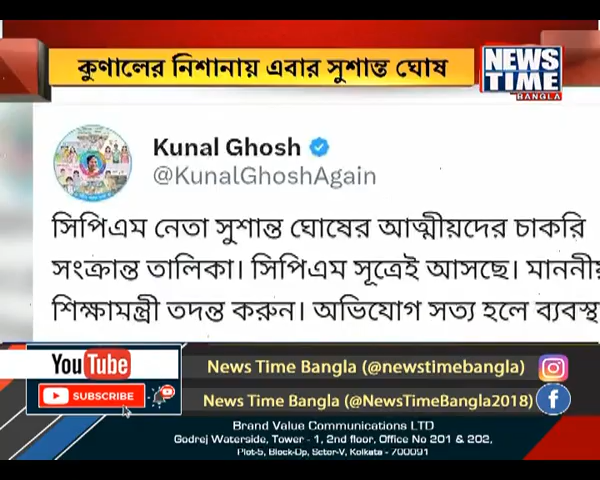 কুণালের নিশানায় এবার সুশান্ত ঘোষ
NEWS
TIME
BANGLA
Kunal Ghosh
@KunalGhoshAgain
সিপিএম নেতা সুশান্ত ঘোষের আত্মীয়দের চাকরি
সংক্রান্ত তালিকা। সিপিএম সূত্রেই আসছে। মাননীয়
শিক্ষামন্ত্রী তদন্ত করুন। অভিযোগ সত্য হলে ব্যবস্থ
YouTube
News Time Bangla (@newstimebangla)
SUBSCRIBE
News Time Bangla (@NewsTimeBangla2018)
Brand Value Communications LTD
Godrej Waterside, Tower - 1, 2nd floor, Office No 201 & 202,
Plot-5, Block-Dp, Sctor-V, Kolkata - 700091